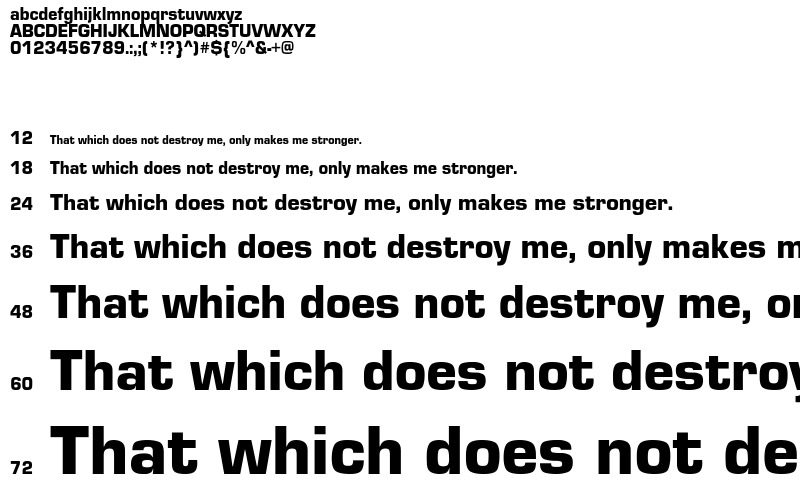 abcdefghijklmnopqrstuvwxyz
ABCDEFGHIJKLMNOPQRSTUVWXYZ
0123456789.:,;(*!?}^)#${%^&-+@
12 That which does not destroy me, only makes me stronger.
18 That which does not destroy me, only makes me stronger.
24 That which does not destroy me, only makes me stronger.
36 That which does not destroy me, only makes m
48 That which does not destroy me, or
60 That which does not destroy
72 That which does not de